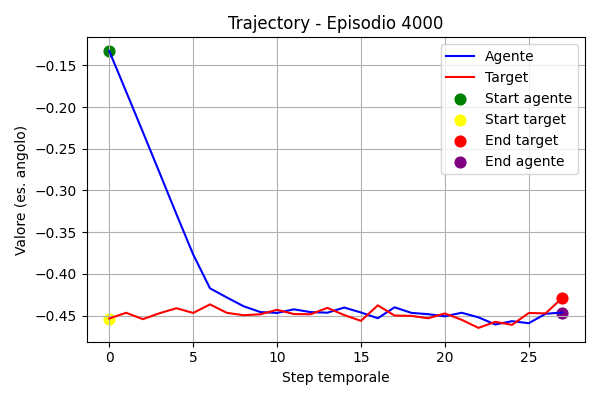 Trajectory - Episodio 4000
Valore (es. angolo)
−0.15
−0.20
−0.25
−0.30
−0.35
−0.40
−0.45
0
5
10
15
20
25
Step temporale
Agente
Target
Start agente
Start target
End target
End agente